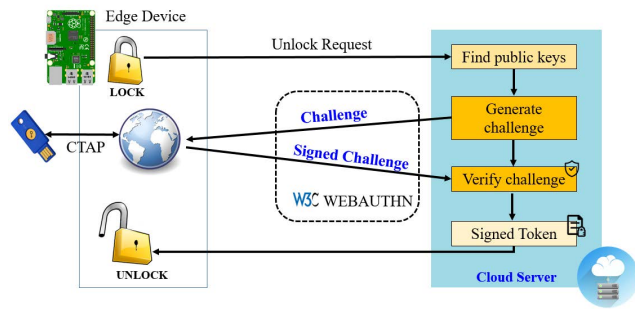 Edge Device
Unlock Request
Find public keys
LOCK
Challenge
Generate
challenge
CTAP
Signed Challenge
Verify challenge
W3C WEBAUTHN
Signed Token
UNLOCK
Cloud Server